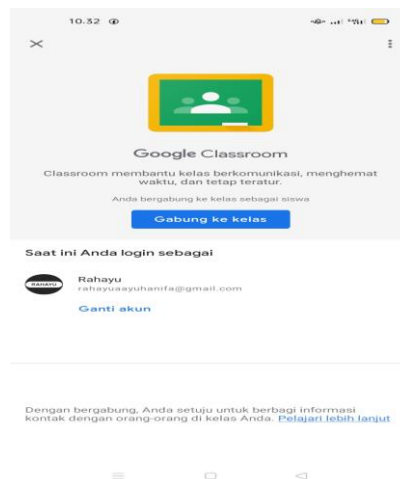 10.32
Google Classroom
Classroom membantu kelas berkomunikasi, menghemat
waktu, dan tetap teratur.
Anda bergabung ke kelas sebagai siswa
Gabung ke kelas
Saat ini Anda login sebagai
RAHAYU
Rahayu
rahayuaayuhanifa@gmail.com
Ganti akun
Dengan bergabung, Anda setuju untuk berbagi informasi
kontak dengan orang-orang di kelas Anda. Pelajari lebih lanjut